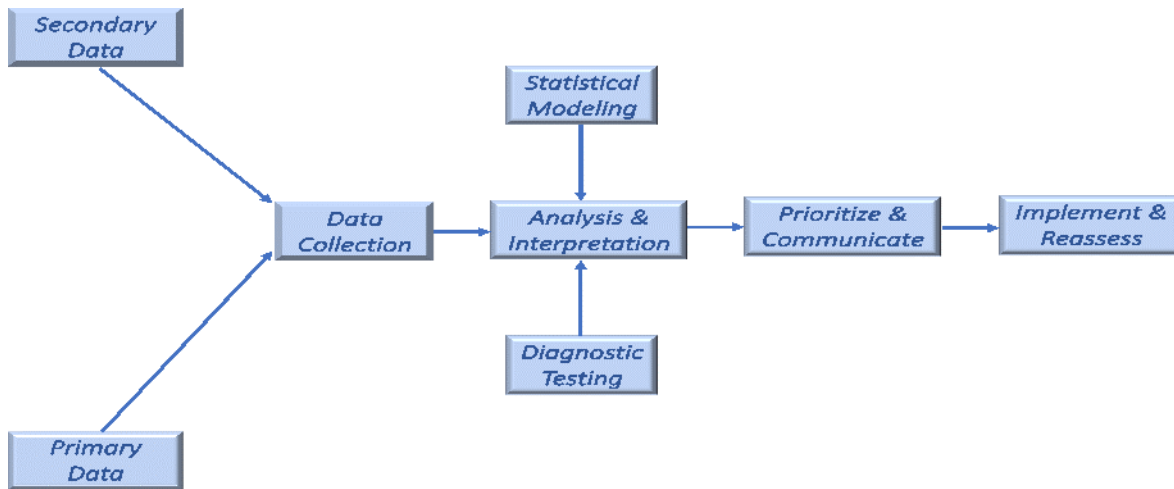 Secondary
Data
Statistical
Modeling
Data
Collection
Analysis &
Interpretation
Prioritize &
Communicate
Implement &
Reassess
Diagnostic
Testing
Primary
Data